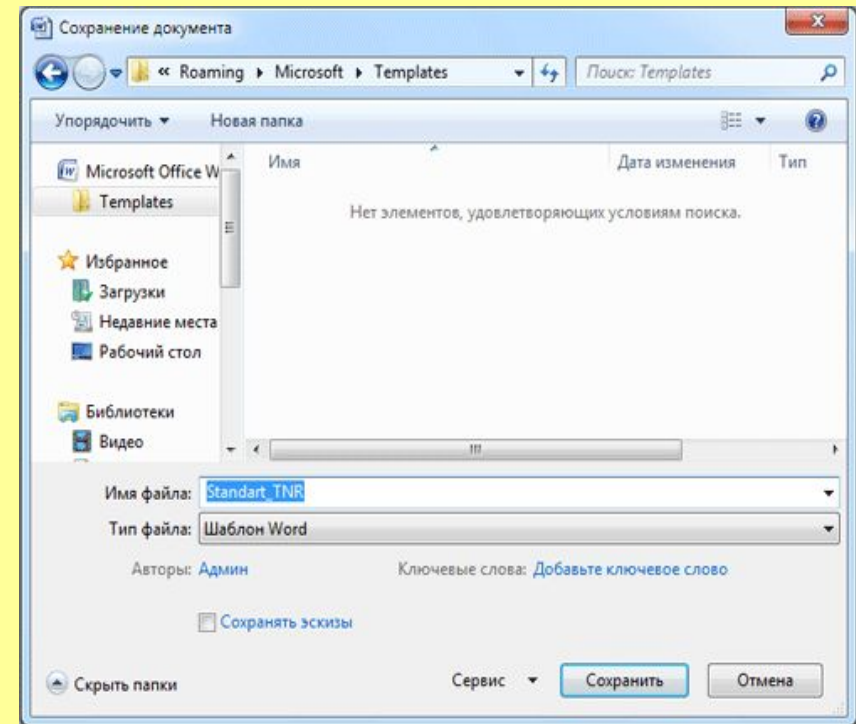 Сохранение документа
« Roaming Microsoft Templates Поиск: Templates
Упорядочить Новая папка
Имя Дата изменения Тип
Microsoft Office W
Templates
Нет элементов, удовлетворяющих условиям поиска.
Избранное
Загрузки
Недавние места
Рабочий стол
Библиотеки
Видео
Имя файла: Standart_TNR
Тип файла: Шаблон Word
Авторы: Админ Ключевые слова: Добавьте ключевое слово
Сохранять эскизы
Скрыть папки Сервис Сохранить Отмена